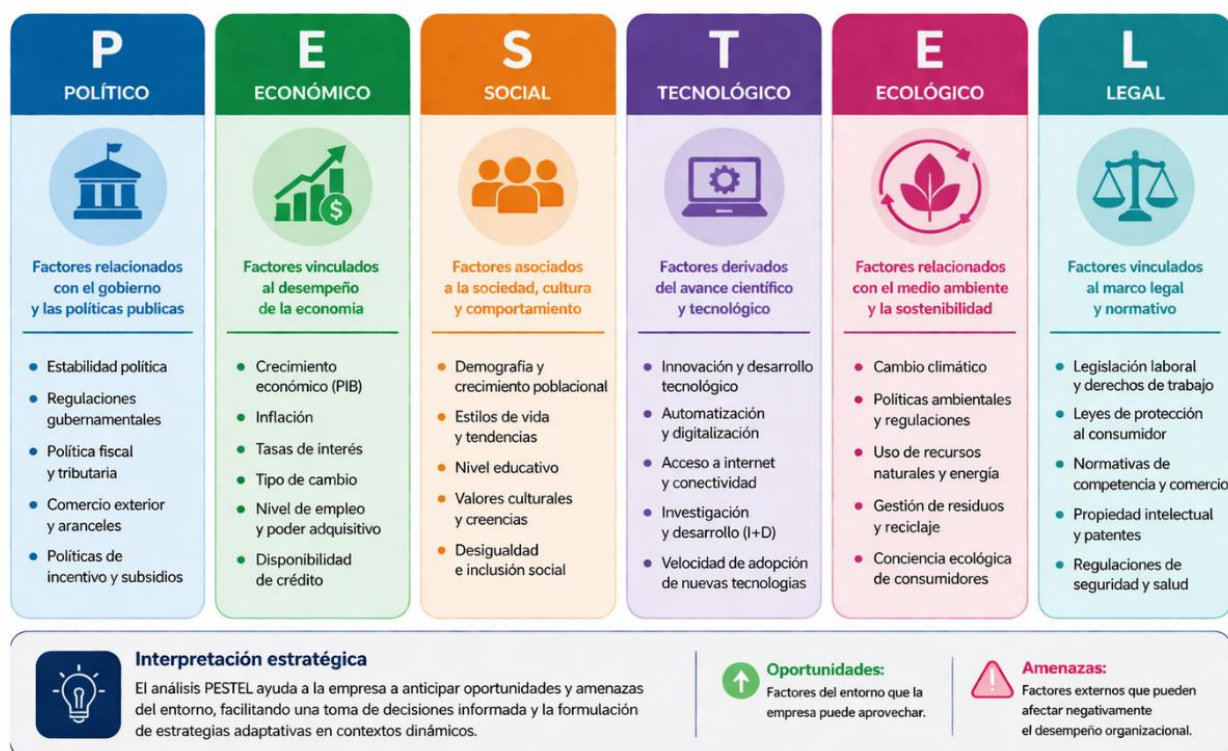 P
POLÍTICO
Factores relacionados
con el gobierno
y las políticas publicas
• Estabilidad política
• Regulaciones
gubernamentales
• Política fiscal
y tributaria
• Comercio exterior
y aranceles
• Políticas de
incentivo y subsidios
E
ECONÓMICO
$
Factores vinculados
al desempeño
de la economia
• Crecimiento
económico (PIB)
• Inflación
• Tasas de interés
• Tipo de cambio
• Nivel de empleo
y poder adquisitivo
• Disponibilidad
de crédito
S
SOCIAL
Factores asociados
a la sociedad, cultura
y comportamiento
• Demografía y
crecimiento poblacional
• Estilos de vida
y tendencias
• Nivel educativo
• Valores culturales
y creencias
• Desigualdad
e inclusión social
T
TECNOLÓGICO
Factores derivados
del avance científico
y tecnológico
• Innovación y desarrollo
tecnológico
• Automatización
y digitalización
• Acceso a internet
y conectividad
• Investigación
y desarrollo (I+D)
• Velocidad de adopción
de nuevas tecnologias
E
ECOLÓGICO
Factores relacionados
con el medio ambiente
y la sostenibilidad
• Cambio climático
• Políticas ambientales
y regulaciones
• Uso de recursos
naturales y energía
• Gestión de residuos
y reciclaje
• Conciencia ecológica
de consumidores
L
LEGAL
Factores vinculados
al marco legal
y normativo
• Legislación laboral
y derechos de trabajo
• Leyes de protección
al consumidor
• Normativas de
competencia y comercio
• Propiedad intelectual
y patentes
• Regulaciones de
seguridad y salud
Interpretación estratégica
El análisis PESTEL ayuda a la empresa a anticipar oportunidades y amenazas
del entorno, facilitando una toma de decisiones informada y la formulación
de estrategias adaptativas en contextos dinámicos.
Oportunidades:
Factores del entorno que la
empresa puede aprovechar.
Amenazas:
Factores externos que pueden
afectar negativamente
el desempeño organizacional.